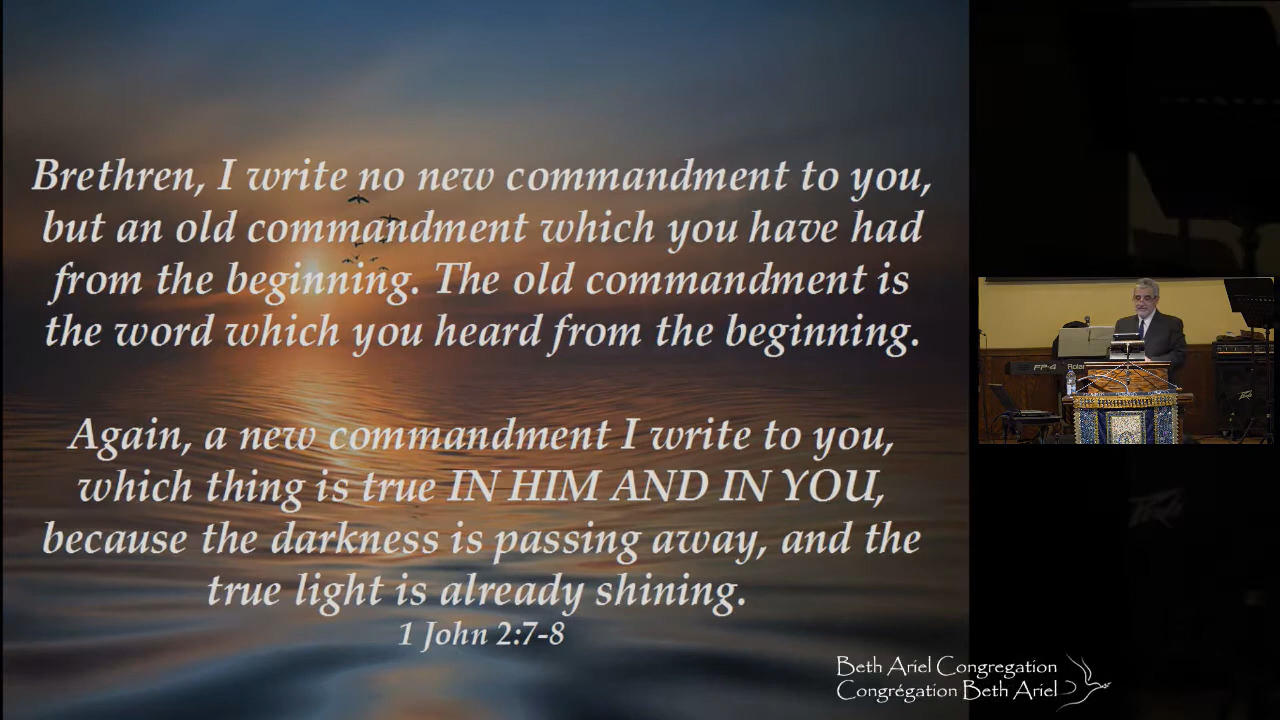 Brethren, I write no new commandment to you,
but an old commandment which you have had
from the beginning. The old commandment is
the word which you heard from the beginning.
Again, a new commandment I write to you,
which thing is true IN HIM AND IN YOU,
because the darkness is passing away, and the
true light is already shining.
1 John 2:7-8
FP-4 Roland
Beth Ariel Congregation
Congrégation Beth Ariel